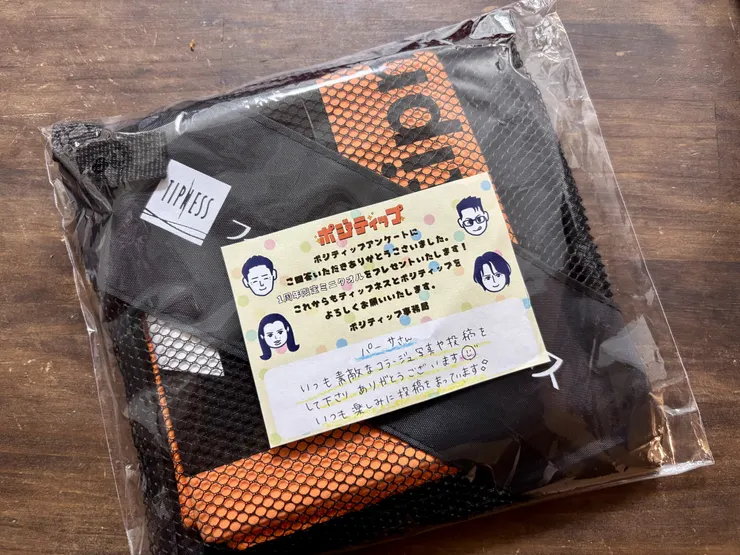 TIPNESS
ポジティップ
ポジティップアンケートに
ご回答いただきありがとうございました。
1周年限定ミニタオルをプレゼントいたします!
これからもティップネスとポジティップを
よろしくお願いいたします。
ポジティップ事務局
パーサさん
いつも素敵なコラージュ写真や投稿を
して下さりありがとうございます
いつも楽しみに投稿をまっています。